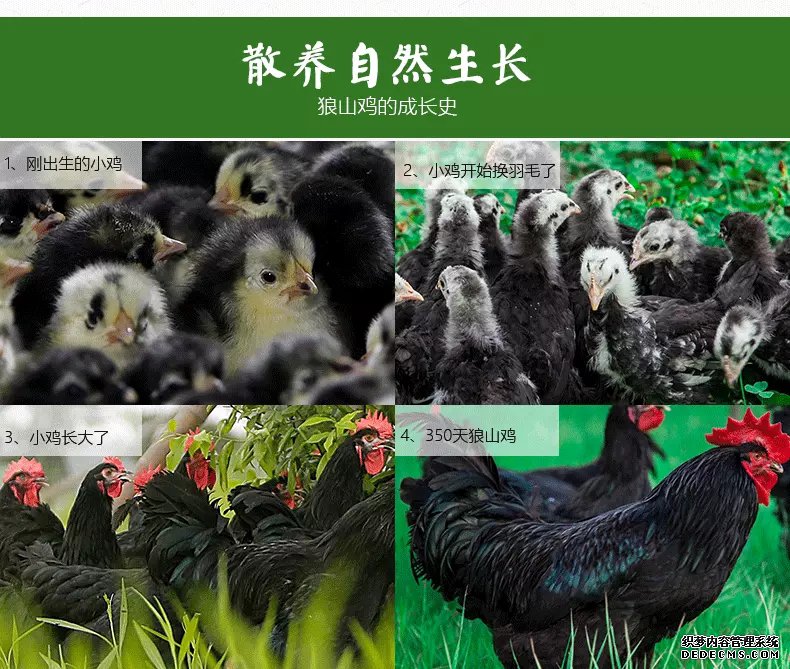 散养自然生长
狼山鸡的成长史
1、刚出生的小鸡
2、小鸡开始换羽毛了
3、小鸡长大了
4、350天狼山鸡
织梦内容管理系统
DEDECMS.COM